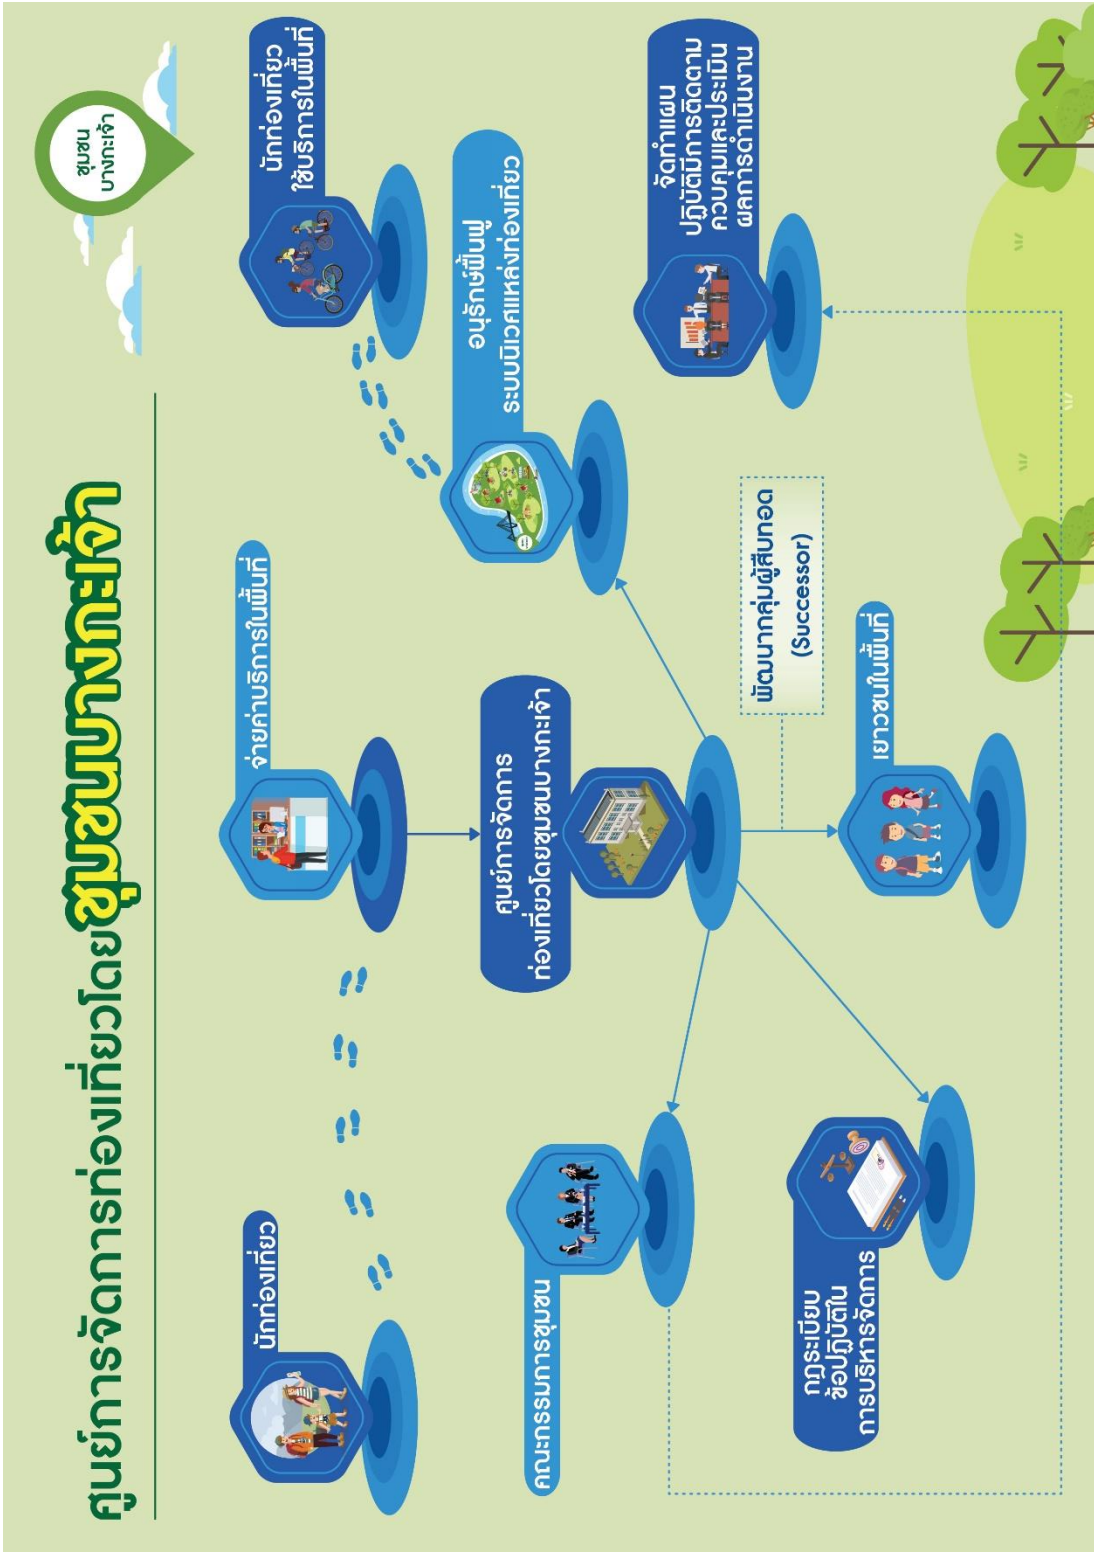 ศูนย์การจัดการท่องเที่ยวโดยชุมชนบางกะเจ้า
ชุมชน
บางกะเจ้า
นักท่องเที่ยว
จ่ายค่าบริการในพื้นที่
นักท่องเที่ยว
ใช้บริการในพื้นที่
อนุรักษ์ฟื้นฟู
ระบบนิเวศแหล่งท่องเที่ยว
ศูนย์การจัดการ
ท่องเที่ยวโดยชุมชนบางกะเจ้า
คณะกรรมการชุมชน
จัดทำแผน
ปฏิบัติมีการติดตาม
ควบคุมและประเมิน
ผลการดำเนินงาน
พัฒนากลุ่มผู้สืบทอด
(Successor)
กฎระเบียบ
ข้อปฏิบัติใน
การบริหารจัดการ
เยาวชนในพื้นที่